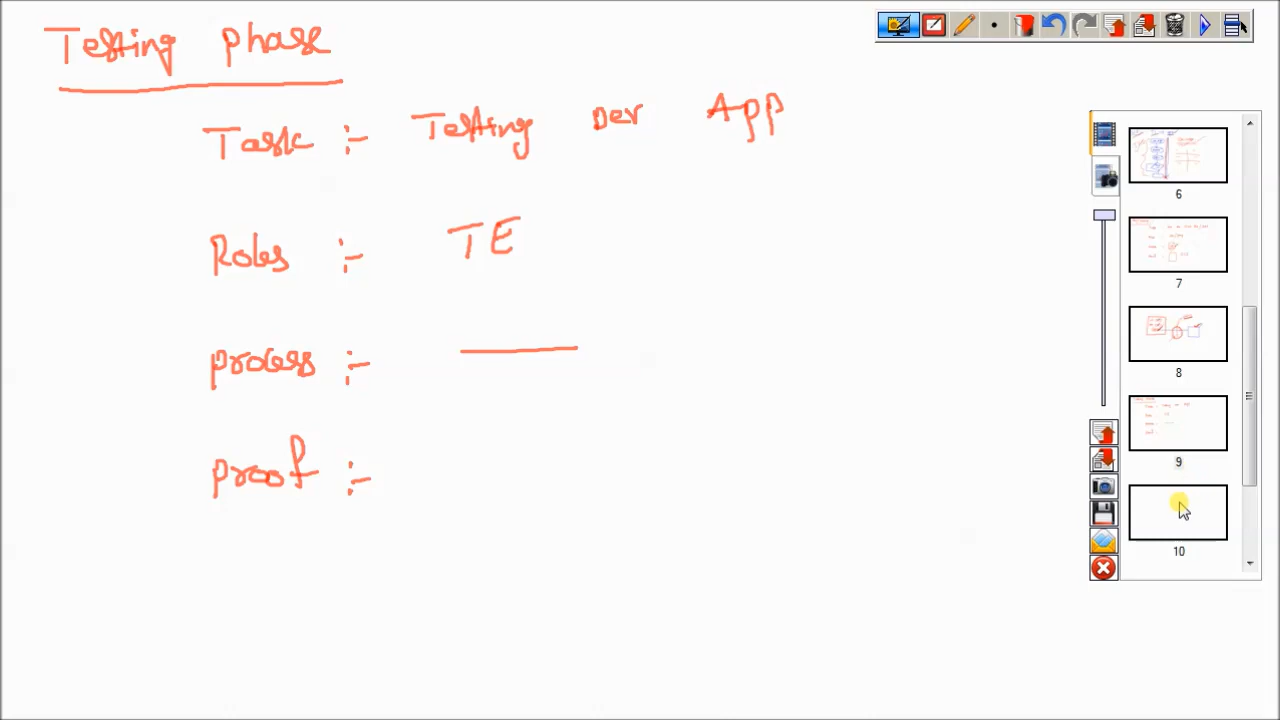 Testing phase
Task :- Testing Dev App
Roles :- TE
process :-
proof :-
6
7
8
9
10